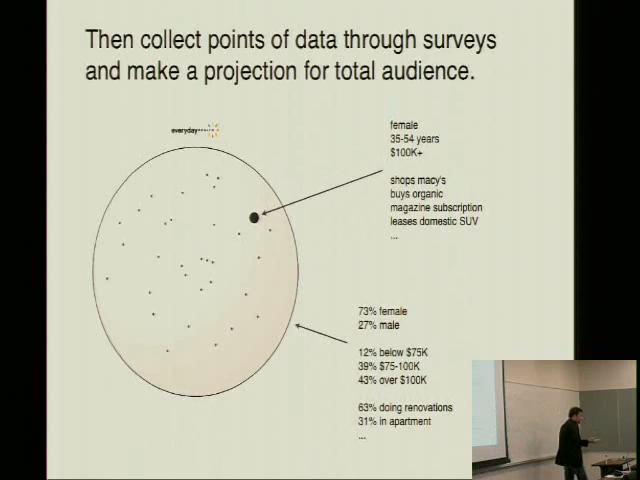 Then collect points of data through surveys
and make a projection for total audience.
everyday
female
35-54 years
$100K+
shops macy's
buys organic
magazine subscription
leases domestic SUV
...
73% female
27% male
12% below $75K
39% $75-100K
43% over $100K
63% doing renovations
31% in apartment
...